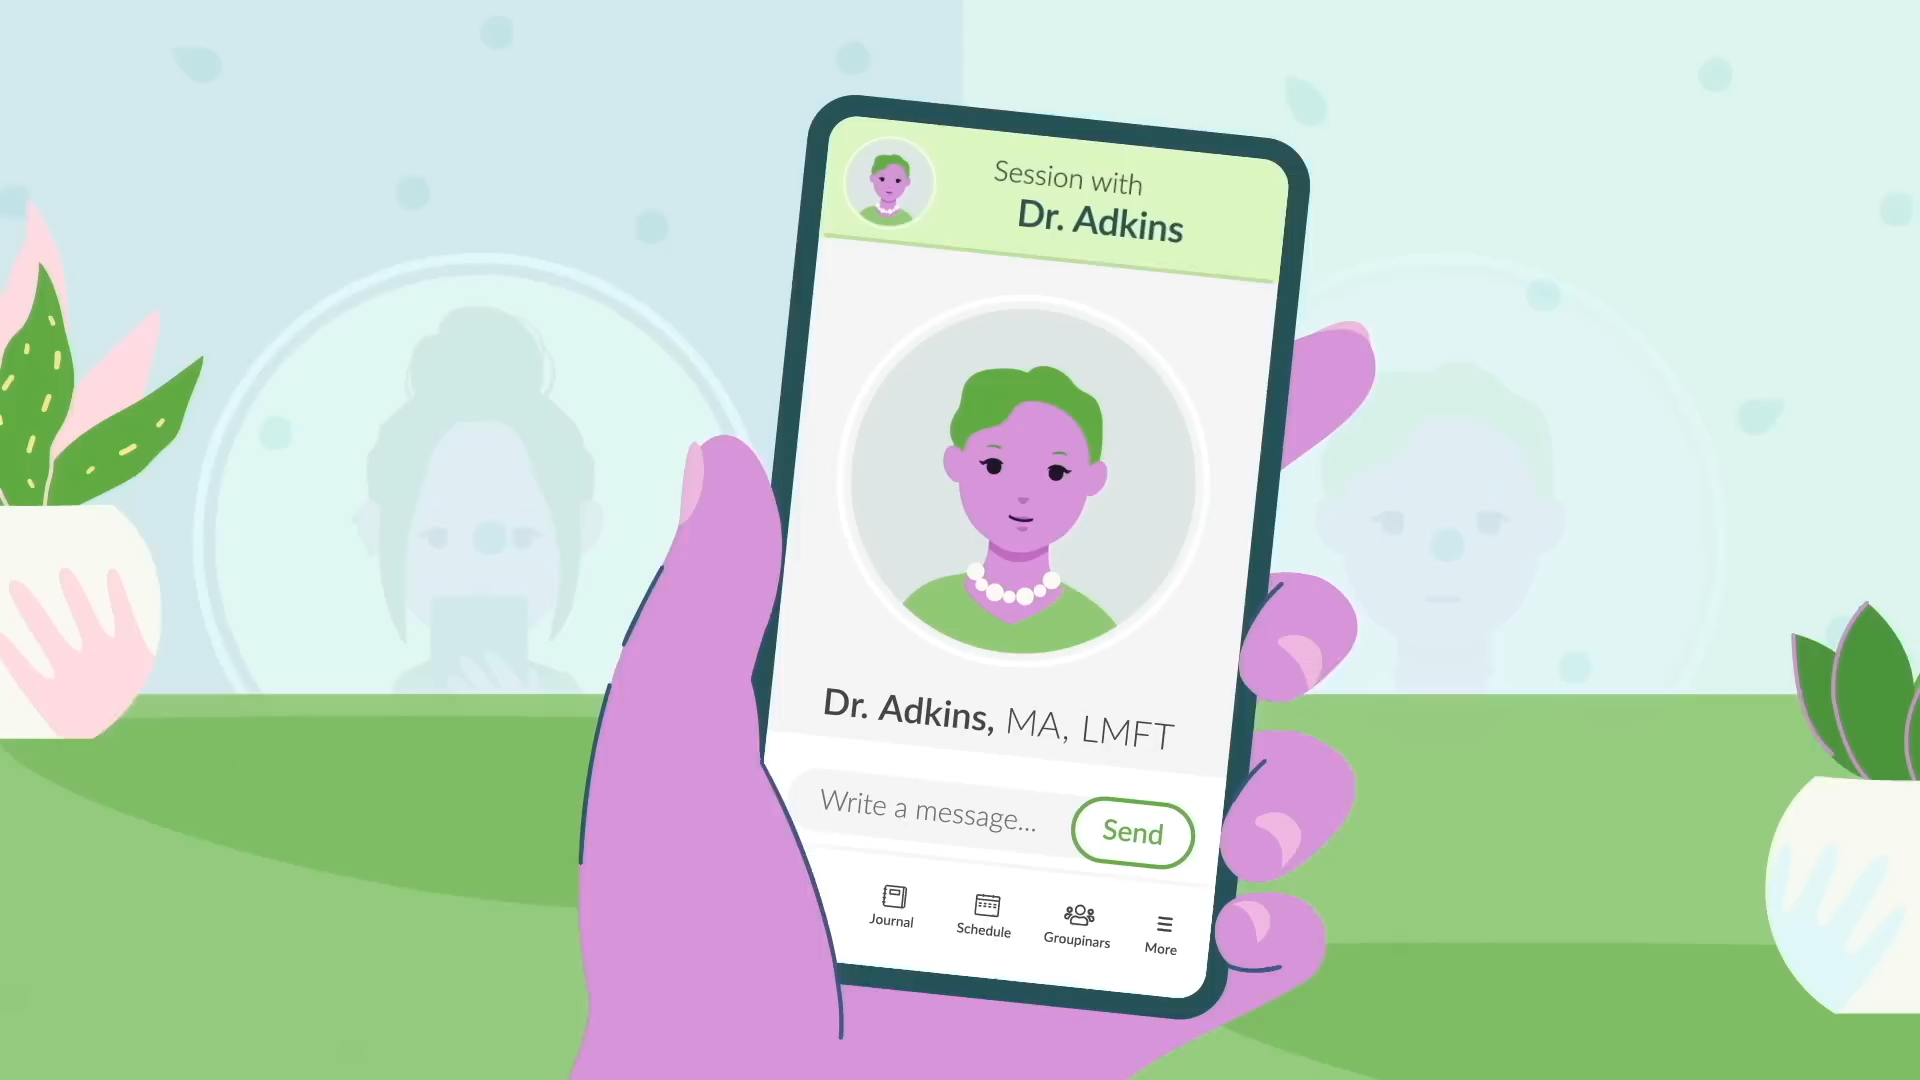 Session with
Dr. Adkins
Dr. Adkins, MA, LMFT
Write a message...
Send
Journal
Schedule
Groupinars
More